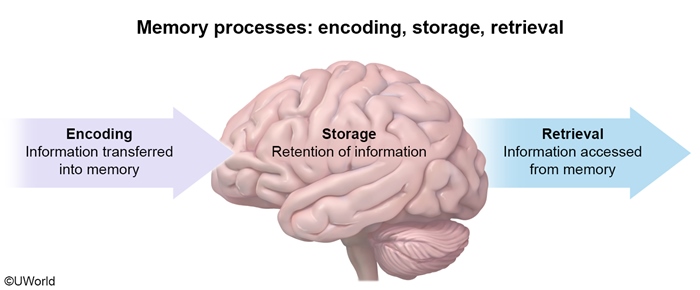 Memory processes: encoding, storage, retrieval
Encoding
Information transferred
into memory
Storage
Retention of information
Retrieval
Information accessed
from memory
©UWorld